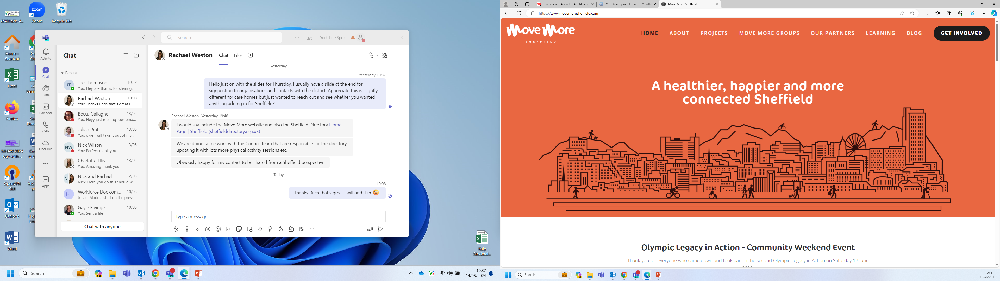 8f431a2b-4...
Zoom
Recycle Bin
zoom
Home -
Shortcut
Excel
Firefox
MHAW 2024
logo with ...
OpenVPN
GUI
Outlook
Word
Katy
Stockdal...
Search
Yorkshire Spor...
Activity
Chat
Teams
Calendar
Calls
OneDrive
Apps
Chat
Recent
JT
Joe Thompson
10:32
You: Hey Joe thanks for sharing, ...
Rachael Weston
10:08
You: Thanks Rach that's great i ...
Becca Gallagher
13/05
You: Heyy just reading Joes ema...
Julian Pratt
13/05
You: okie i will take it out of my ...
NW
Nick Wilson
13/05
You: Perfect thank you
Charlotte Ellis
13/05
You: Amazing thank you
N
Nick and Rachael
12/05
Nick: Here you go this should w...
Workforce Doc com...
10/05
Julian: Made a start on the press...
Gayle Elvidge
10/05
You: Sent a file
Chat with anyone
Rachael Weston
Chat
Files
Yesterday
Yesterday 10:37
Hello just on with the slides for Thursday, i usually have a slide at the end for
signposting to organisations and contacts with the district. Appreciate this is slightly
different for care homes but just wanted to reach out and see whether you wanted
anything adding in for Sheffield?
Rachael Weston Yesterday 19:48
I would say include the Move More website and also the Sheffield Directory Home
Page | Sheffield (sheffielddirectory.org.uk)
We are doing some work with the Council team that are responsible for the directory,
updating it with lots more physical activity sessions etc.
Obviously happy for my contact to be shared from a Sheffield perspective
Today
10:08
Thanks Rach that's great i will add it in
Type a message
GIF
Search
10:37
14/05/2024
Skills board Agenda 14th May.pd
YSF Development Team – Month
Move More Sheffield
https://www.movemoresheffield.com
Move More
SHEFFIELD
HOME
ABOUT
PROJECTS
MOVE MORE GROUPS
OUR PARTNERS
LEARNING
BLOG
GET INVOLVED
A healthier, happier and more
connected Sheffield
Olympic Legacy in Action - Community Weekend Event
Thank you for everyone who came down and took part in the second Olympic Legacy in Action on Saturday 17 June
Search
10:37
14/05/2024